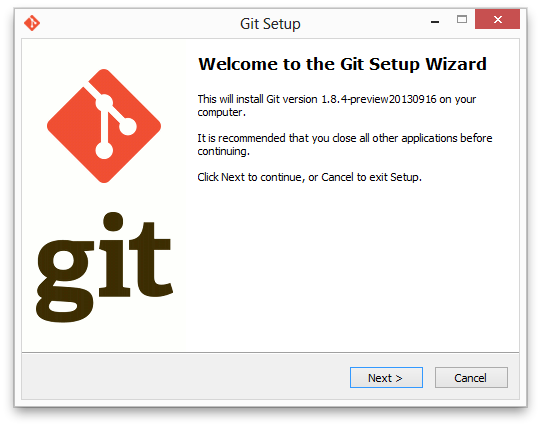 Git Setup
Welcome to the Git Setup Wizard
This will install Git version 1.8.4-preview20130916 on your
computer.
It is recommended that you close all other applications before
continuing.
Click Next to continue, or Cancel to exit Setup.
git
Next >
Cancel